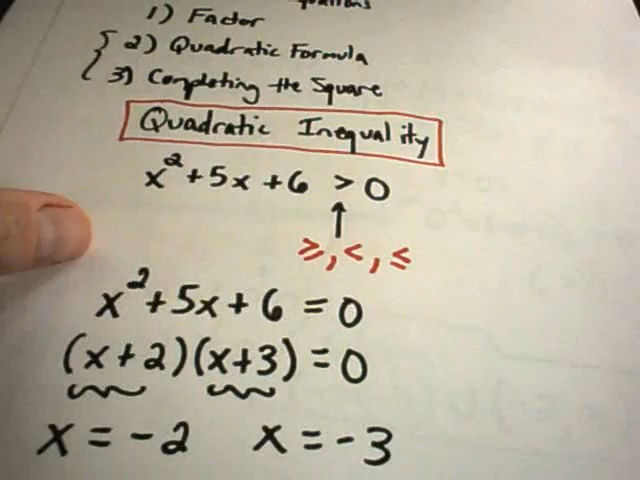 1) Factor
2) Quadratic Formula
3) Completing the Square
Quadratic Inequality
x² + 5x + 6 > 0
↑
≥, <, ≤
x² + 5x + 6 = 0
(x + 2)(x + 3) = 0
x = -2 x = -3